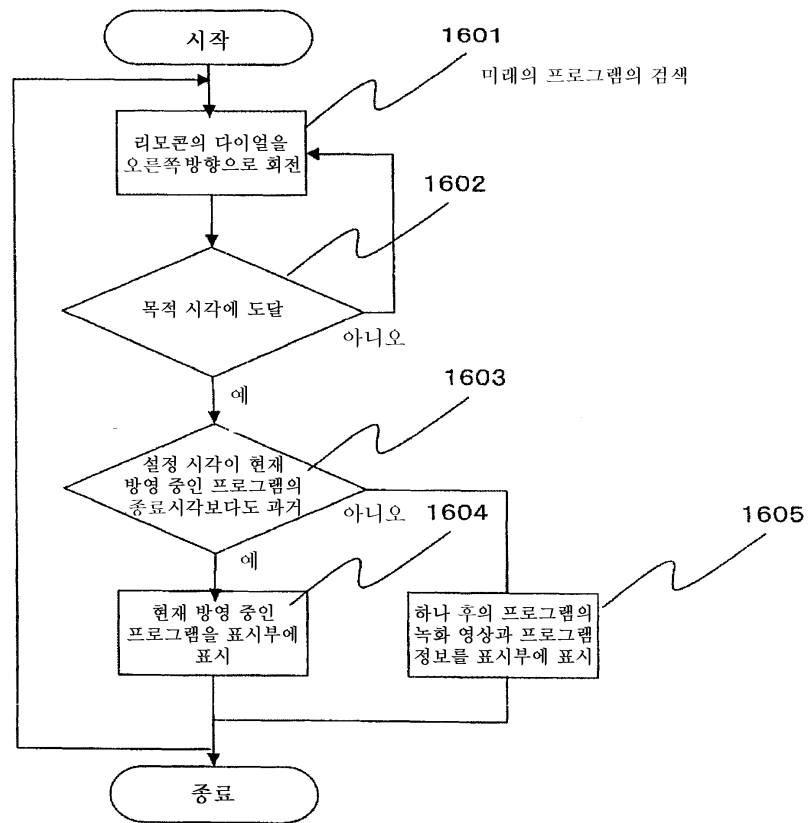 시작
1601
미래의 프로그램의 검색
리모콘의 다이얼을
오른쪽 방향으로 회전
1602
목적 시각에 도달
아니오
예
1603
설정 시각이 현재
방영 중인 프로그램의
종료시각보다도 과거
아니오
예
1604
현재 방영 중인
프로그램을 표시부에
표시
1605
하나 후의 프로그램의
녹화 영상과 프로그램
정보를 표시부에 표시
종료